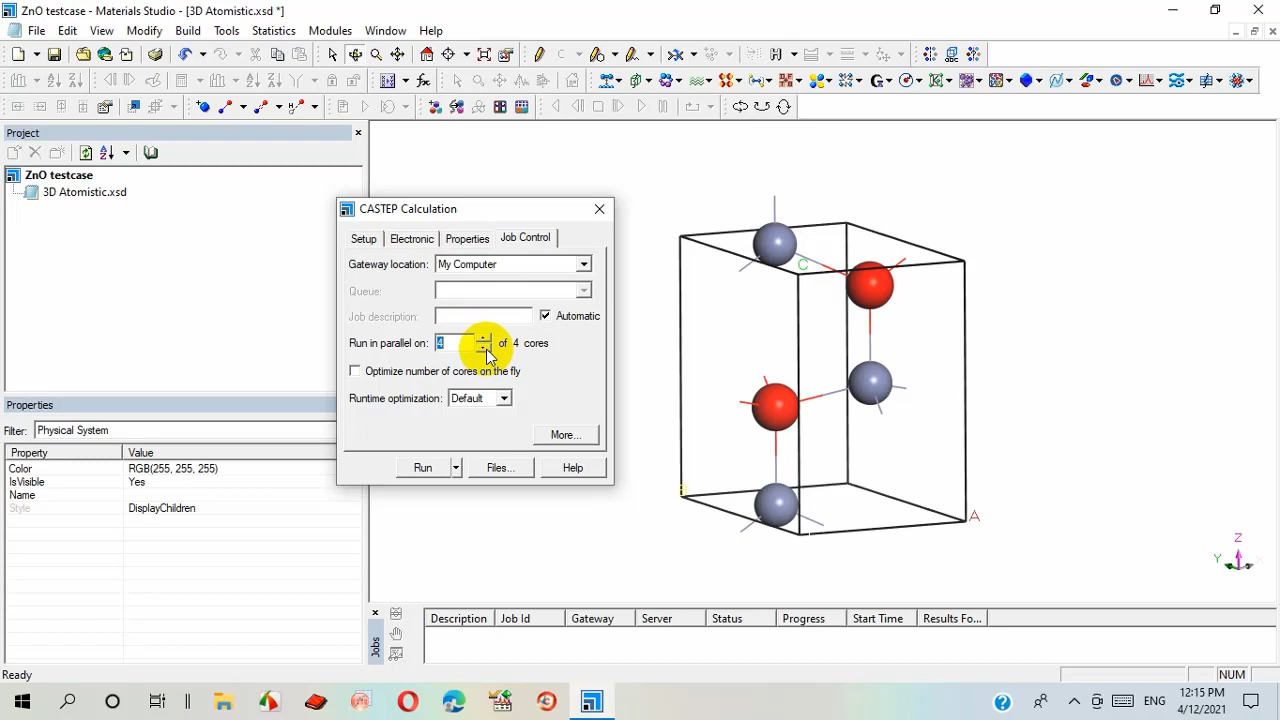 ZnO testcase - Materials Studio - [3D Atomistic.xsd *]
File Edit View Modify Build Tools Statistics Modules Window Help
Project
ZnO testcase
3D Atomistic.xsd
Properties
Filter: Physical System
Property Value
Color RGB(255, 255, 255)
IsVisible Yes
Name
Style DisplayChildren
CASTEP Calculation
Setup Electronic Properties Job Control
Gateway location: My Computer
Queue:
Job description: Automatic
Run in parallel on: 4 of 4 cores
Optimize number of cores on the fly
Runtime optimization: Default
More...
Run Files... Help
C
B
A
Z
Y
Jobs
Description Job Id Gateway Server Status Progress Start Time Results Fo...
Ready
NUM
ENG
12:15 PM
4/12/2021